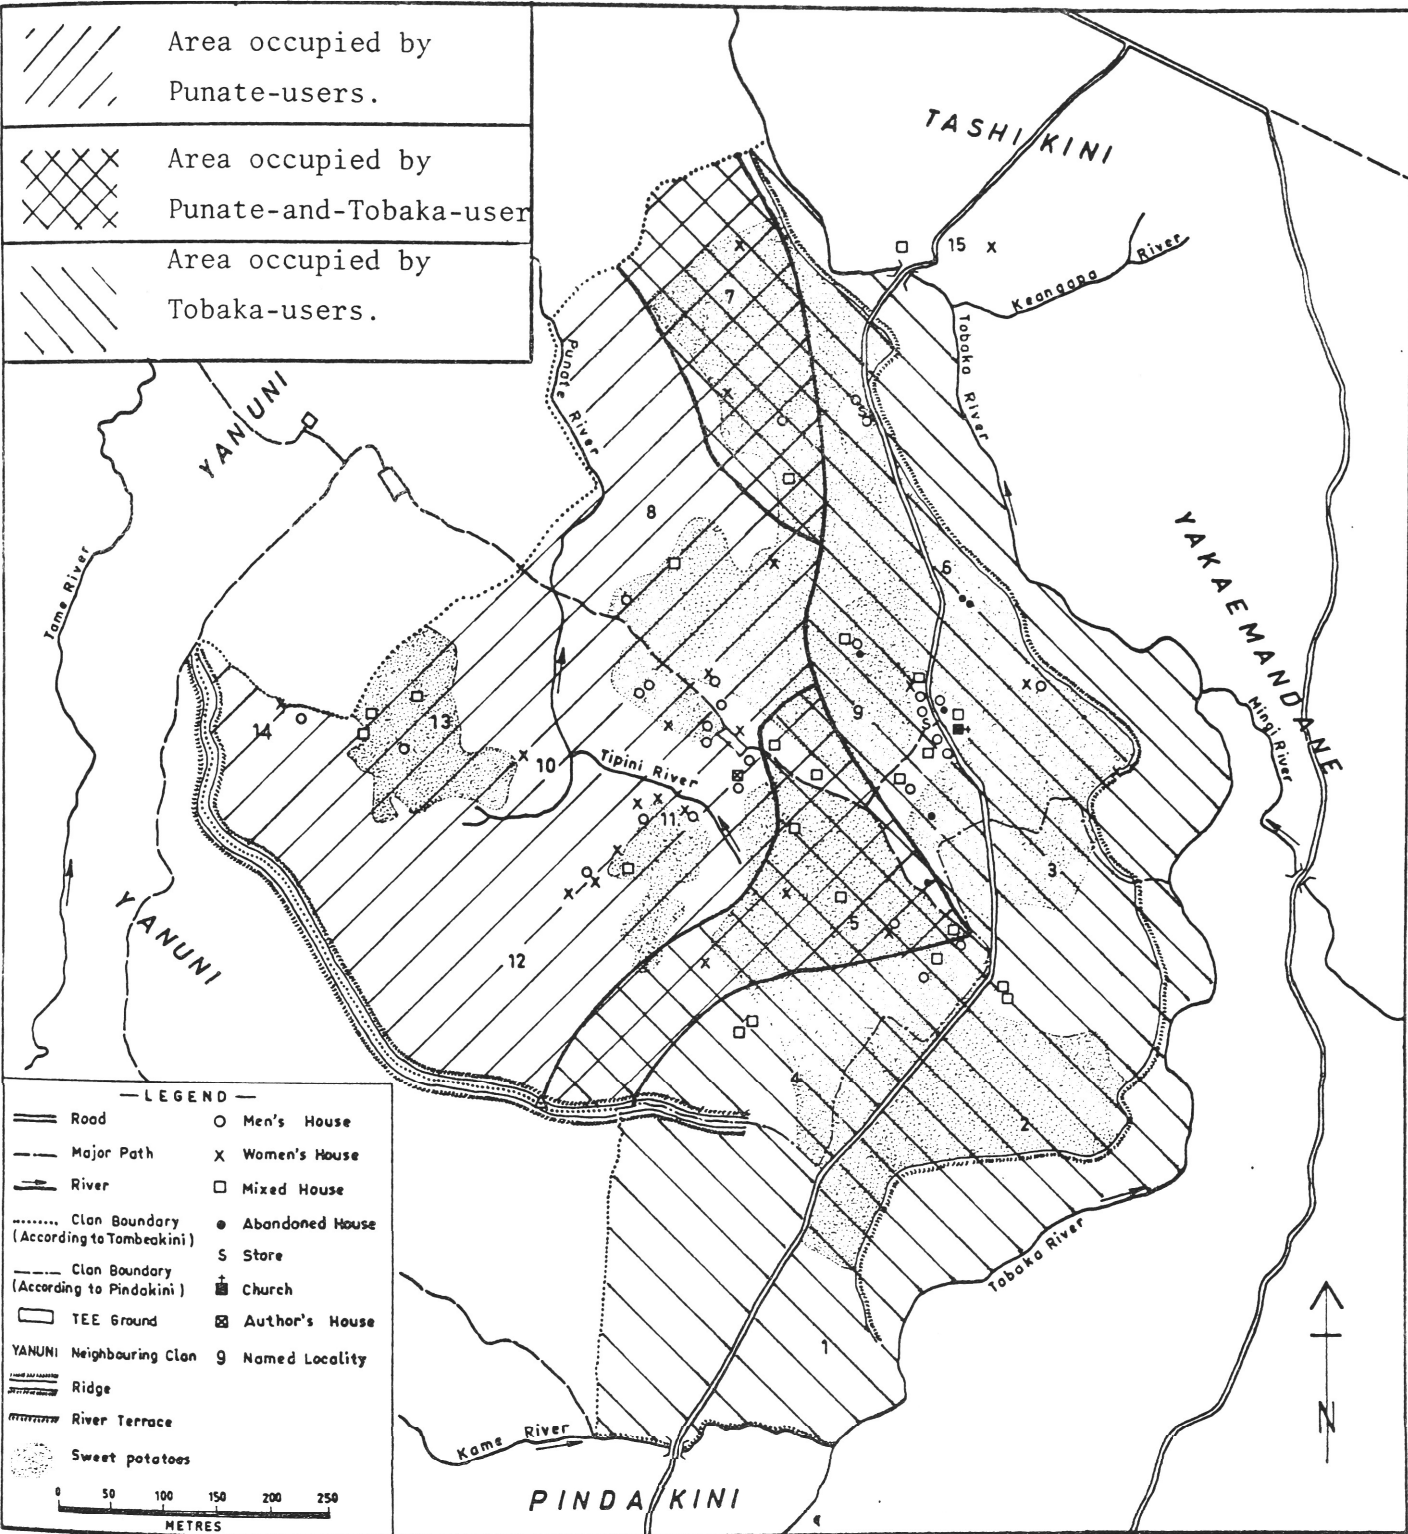 Area occupied by
Punate-users.
Area occupied by
Punate-and-Tobaka-user
Area occupied by
Tobaka-users.
TASHIKINI
15
Keangapa River
Tobaka River
7
Punate River
YANUNI
8
6
YAKAEMANDANE
Mingi River
Tame River
S
9
S
13
14
10
Tipini River
11
3
5
YANUNI
12
4
2
Tobaka River
1
Kame River
PINDAKINI
N
—LEGEND—
Road
Major Path
River
Clan Boundary
(According to Tombeakini)
Clan Boundary
(According to Pindakini)
TEE Ground
YANUNI Neighbouring Clan
Ridge
River Terrace
Sweet potatoes
O Men's House
X Women's House
Mixed House
Abandoned House
S Store
Church
Author's House
9 Named Locality
0 50 100 150 200 250
METRES